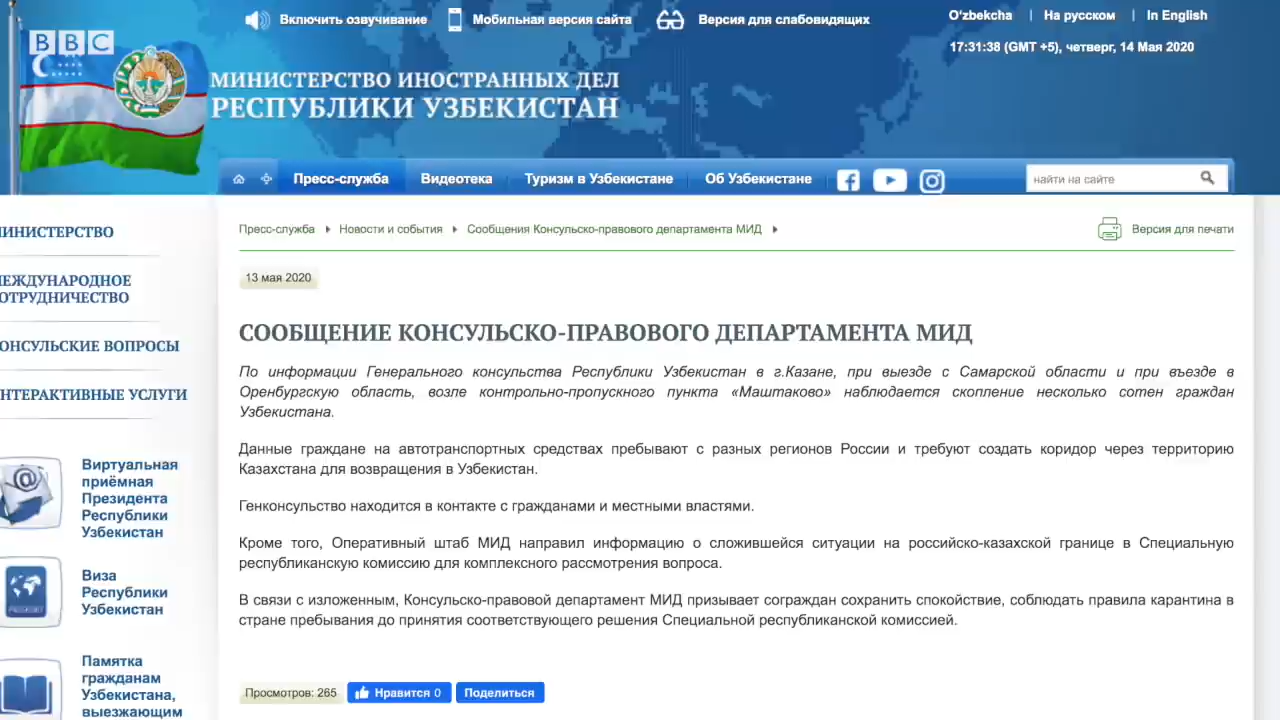 Включить озвучивание
Мобильная версия сайта
Версия для слабовидящих
O‘zbekcha | На русском | In English
17:31:38 (GMT +5), четверг, 14 Мая 2020
BBC
МИНИСТЕРСТВО ИНОСТРАННЫХ ДЕЛ
РЕСПУБЛИКИ УЗБЕКИСТАН
Пресс-служба
Видеотека
Туризм в Узбекистане
Об Узбекистане
найти на сайте
ИНИСТЕРСТВО
ЕЖДУНАРОДНОЕ
ОТРУДНИЧЕСТВО
ОНСУЛЬСКИЕ ВОПРОСЫ
НТЕРАКТИВНЫЕ УСЛУГИ
Виртуальная
приёмная
Президента
Республики
Узбекистан
Виза
Республики
Узбекистан
Памятка
гражданам
Узбекистана,
выезжающим
Пресс-служба
Новости и события
Сообщения Консульско-правового департамента МИД
Версия для печати
13 мая 2020
СООБЩЕНИЕ КОНСУЛЬСКО-ПРАВОВОГО ДЕПАРТАМЕНТА МИД
По информации Генерального консульства Республики Узбекистан в г.Казане, при выезде с Самарской области и при въезде в
Оренбургскую область, возле контрольно-пропускного пункта «Маштаково» наблюдается скопление несколько сотен граждан
Узбекистана.
Данные граждане на автотранспортных средствах пребывают с разных регионов России и требуют создать коридор через территорию
Казахстана для возвращения в Узбекистан.
Генконсульство находится в контакте с гражданами и местными властями.
Кроме того, Оперативный штаб МИД направил информацию о сложившейся ситуации на российско-казахской границе в Специальную
республиканскую комиссию для комплексного рассмотрения вопроса.
В связи с изложенным, Консульско-правовой департамент МИД призывает сограждан сохранить спокойствие, соблюдать правила карантина в
стране пребывания до принятия соответствующего решения Специальной республиканской комиссией.
Просмотров: 265
Нравится 0
Поделиться